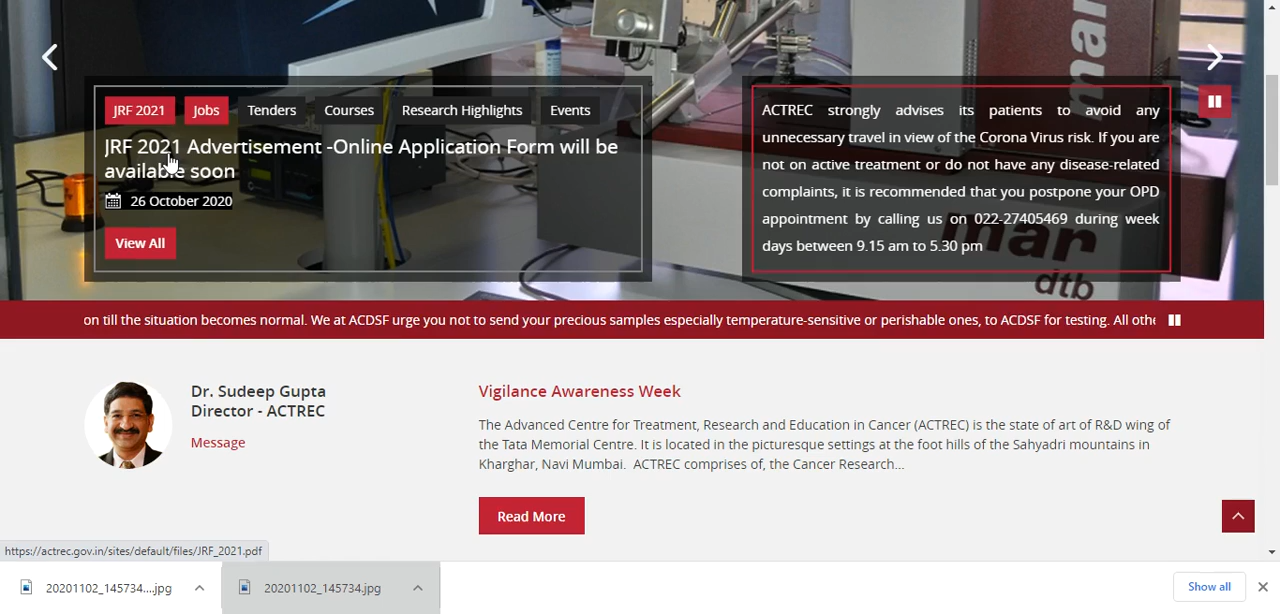 mar
JRF 2021 Jobs Tenders Courses Research Highlights Events
JRF 2021 Advertisement -Online Application Form will be
available soon
26 October 2020
View All
ACTREC strongly advises its patients to avoid any
unnecessary travel in view of the Corona Virus risk. If you are
not on active treatment or do not have any disease-related
complaints, it is recommended that you postpone your OPD
appointment by calling us on 022-27405469 during week
days between 9.15 am to 5.30 pm
mar
dtb
on till the situation becomes normal. We at ACDSF urge you not to send your precious samples especially temperature-sensitive or perishable ones, to ACDSF for testing. All othe
Dr. Sudeep Gupta
Director - ACTREC
Message
Vigilance Awareness Week
The Advanced Centre for Treatment, Research and Education in Cancer (ACTREC) is the state of art of R&D wing of
the Tata Memorial Centre. It is located in the picturesque settings at the foot hills of the Sahyadri mountains in
Kharghar, Navi Mumbai. ACTREC comprises of, the Cancer Research...
Read More
https://actrec.gov.in/sites/default/files/JRF_2021.pdf
20201102_145734....jpg
20201102_145734.jpg
Show all